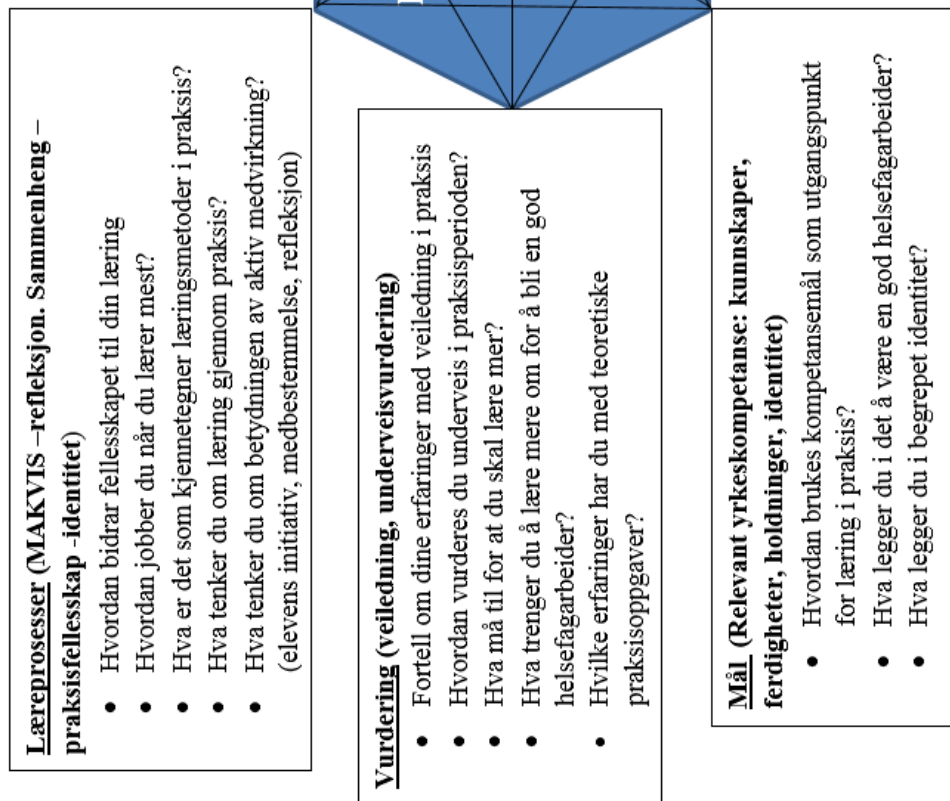 Læreprosesser (MAKVIS –refleksjon. Sammenheng –
praksisfellesskap -identitet)
• Hvordan bidrar fellesskapet til din læring
• Hvordan jobber du når du lærer mest?
• Hva er det som kjennetegner læringsmetoder i praksis?
• Hva tenker du om læring gjennom praksis?
• Hva tenker du om betydningen av aktiv medvirkning?
(elevens initiativ, medbestemmelse, refleksjon)
Vurdering (veiledning, underveisvurdering)
• Fortell om dine erfaringer med veiledning i praksis
• Hvordan vurderes du underveis i praksisperioden?
• Hva må til for at du skal lære mer?
• Hva trenger du å lære mere om for å bli en god
helsefagarbeider?
• Hvilke erfaringer har du med teoretiske
praksisoppgaver?
Mål (Relevant yrkeskompetanse: kunnskaper,
ferdigheter, holdninger, identitet)
• Hvordan brukes kompetansemål som utgangspunkt
for læring i praksis?
• Hva legger du i det å være en god helsefagarbeider?
• Hva legger du i begrepet identitet?